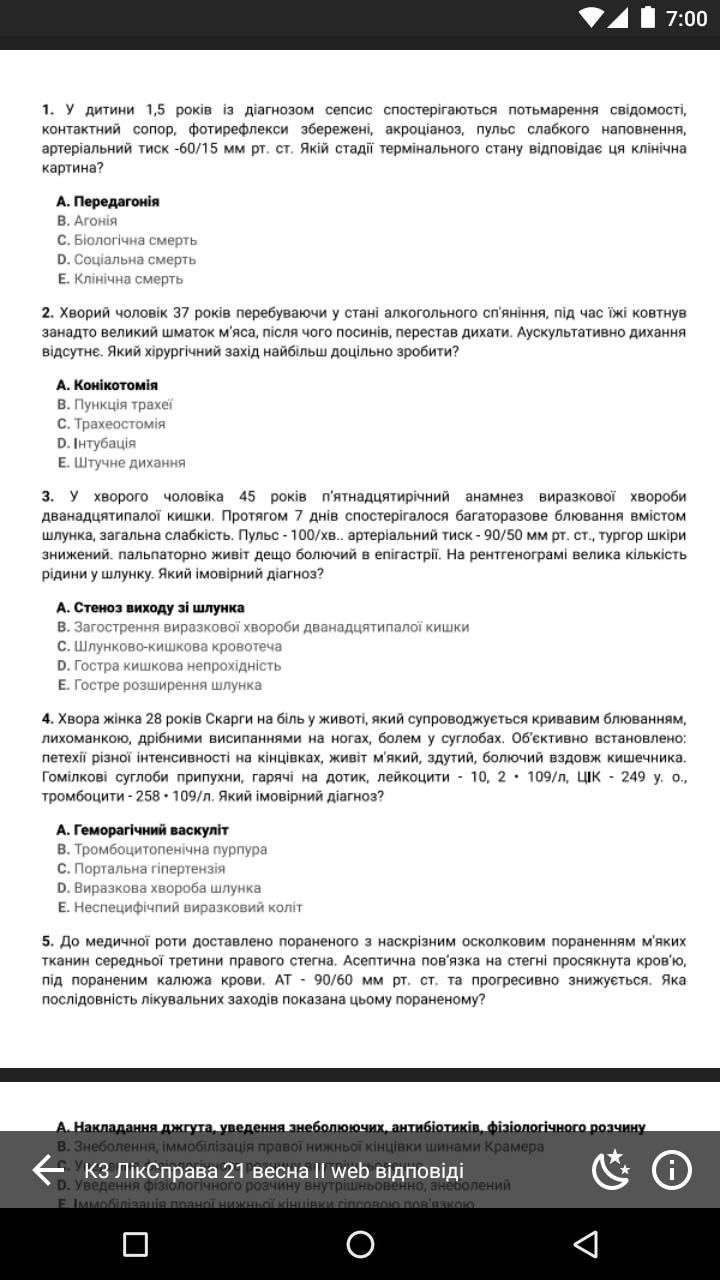 7:00
1. У дитини 1,5 років із діагнозом сепсис спостерігаються потьмарення свідомості,
контактний сопор, фотирефлекси збережені, акроціаноз, пульс слабкого наповнення,
артеріальний тиск -60/15 мм рт. ст. Якій стадії термінального стану відповідає ця клінічна
картина?
A. Передагонія
B. Агонія
C. Біологічна смерть
D. Соціальна смерть
E. Клінічна смерть
2. Хворий чоловік 37 років перебуваючи у стані алкогольного сп'яніння, під час їжі ковтнув
занадто великий шматок м'яса, після чого посинів, перестав дихати. Аускультативно дихання
відсутнє. Який хірургічний захід найбільш доцільно зробити?
A. Конікотомія
B. Пункція трахеї
C. Трахеостомія
D. Інтубація
E. Штучне дихання
3. У хворого чоловіка 45 років п'ятнадцятирічний анамнез виразкової хвороби
дванадцятипалої кишки. Протягом 7 днів спостерігалося багаторазове блювання вмістом
шлунка, загальна слабкість. Пульс - 100/хв.. артеріальний тиск - 90/50 мм рт. ст., тургор шкіри
знижений. пальпаторно живіт дещо болючий в епігастрії. На рентгенограмі велика кількість
рідини у шлунку. Який імовірний діагноз?
A. Стеноз виходу зі шлунка
B. Загострення виразкової хвороби дванадцятипалої кишки
C. Шлунково-кишкова кровотеча
D. Гостра кишкова непрохідність
E. Гостре розширення шлунка
4. Хвора жінка 28 років Скарги на біль у животі, який супроводжується кривавим блюванням,
лихоманкою, дрібними висипаннями на ногах, болем у суглобах. Об'єктивно встановлено:
петехії різної інтенсивності на кінцівках, живіт м'який, здутий, болючий вздовж кишечника.
Гомілкові суглоби припухни, гарячі на дотик, лейкоцити - 10, 2 • 109/л, ЦІК - 249 у. о.,
тромбоцити - 258 • 109/л. Який імовірний діагноз?
A. Геморагічний васкуліт
B. Тромбоцитопенічна пурпура
C. Портальна гіпертензія
D. Виразкова хвороба шлунка
E. Неспецифічпий виразковий коліт
5. До медичної роти доставлено пораненого з наскрізним осколковим пораненням м'яких
тканин середньої третини правого стегна. Асептична пов'язка на стегні просякнута кров'ю,
під пораненим калюжа крові. АТ - 90/60 мм рт. ст. та прогресивно знижується. Яка
послідовність лікувальних заходів показана цьому пораненому?
A. Накладання джгута, уведення знеболюючих, антибіотиків, фізіологічного розчину
B. Знеболення, іммобілізація правої нижньої кінцівки шинами Крамера
К3 ЛікСправа 21 весна II web відповіді
D. Уведення фізіологічного розчину внутрішньовенно, знеболений
E. Іммобілізація праної нижньої кінцівки гіпсовою пов'язкою